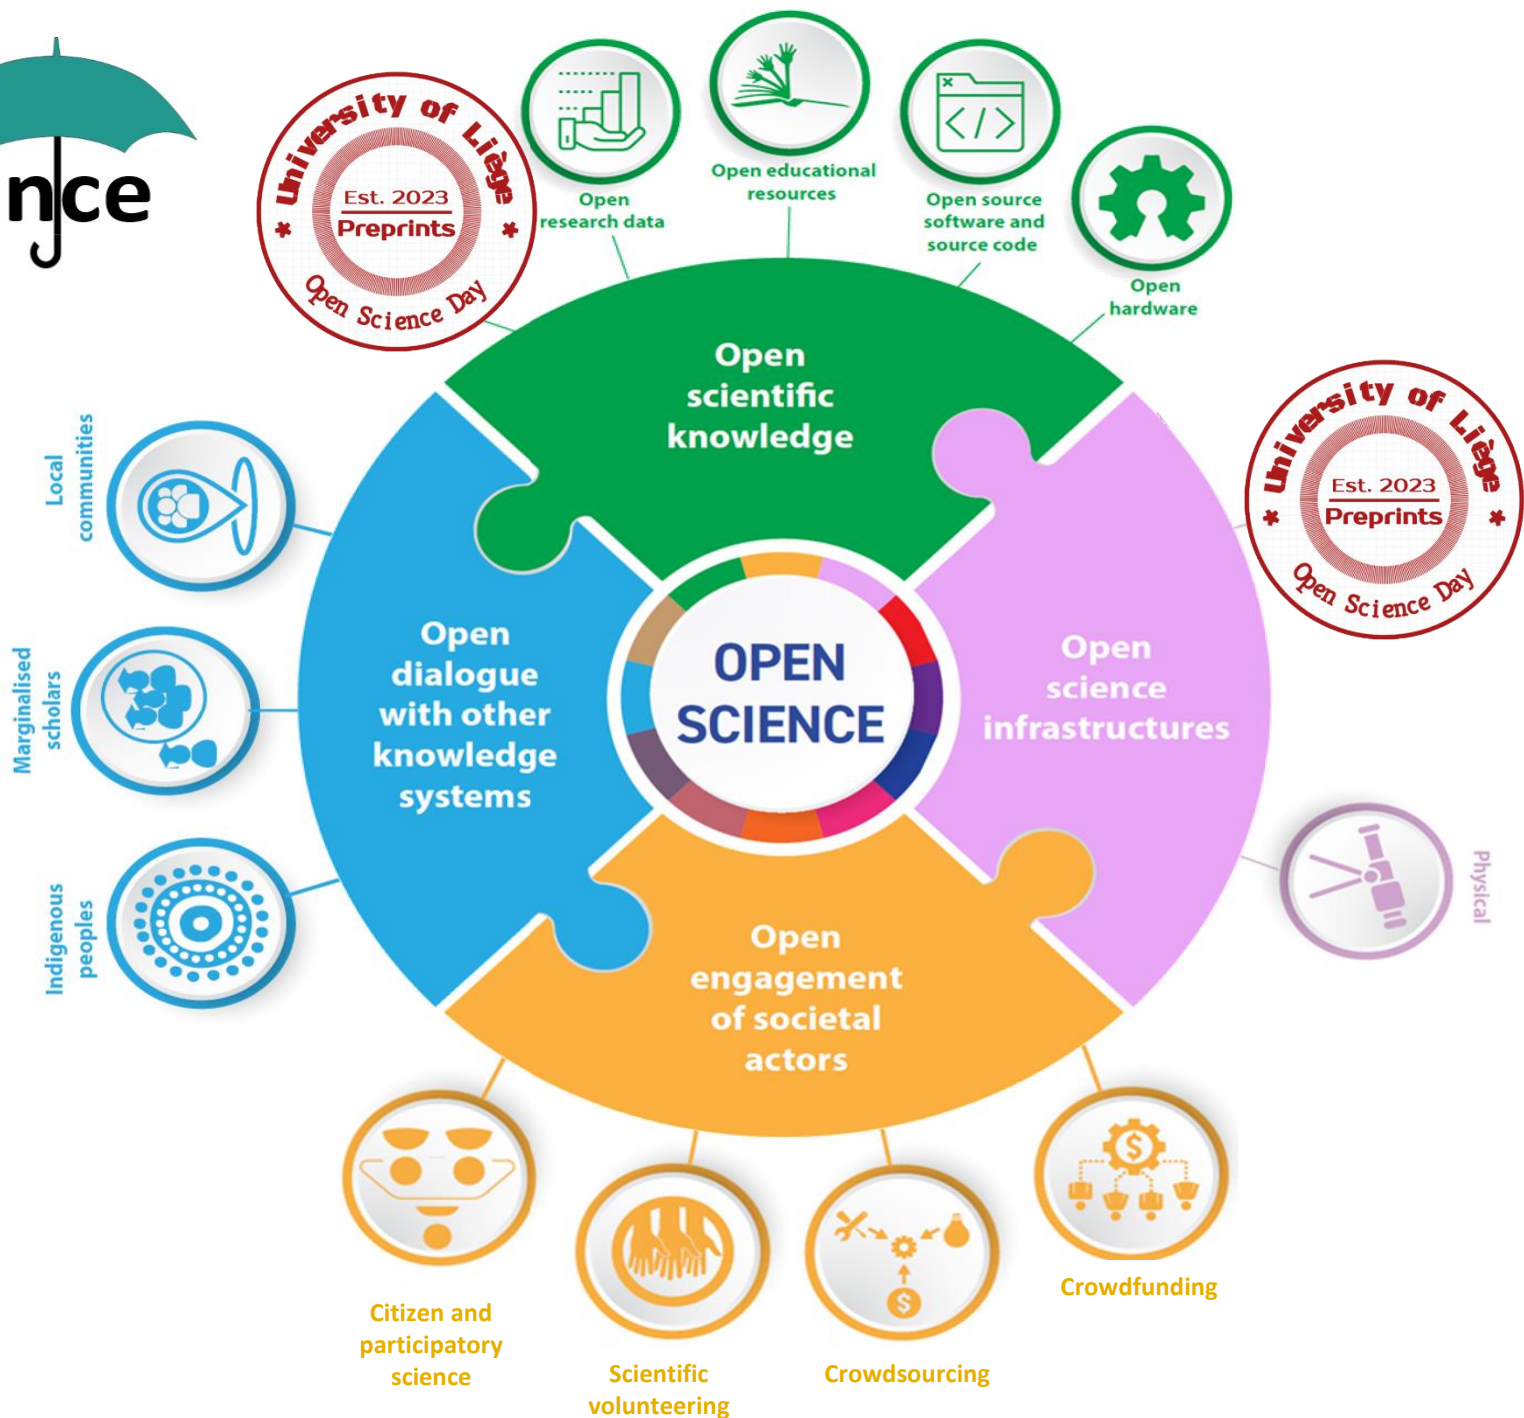 nce
University of Liège
Est. 2023
Preprints
Open Science Day
Open
research data
Open educational
resources
Open source
software and
source code
Open
hardware
Open
scientific
knowledge
Local
communities
Marginalised
scholars
Indigenous
peoples
Open
dialogue
with other
knowledge
systems
OPEN
SCIENCE
Open
science
infrastructures
University of Liège
Est. 2023
Preprints
Open Science Day
Physical
Open
engagement
of societal
actors
$
$
Citizen and
participatory
science
Scientific
volunteering
Crowdsourcing
Crowdfunding